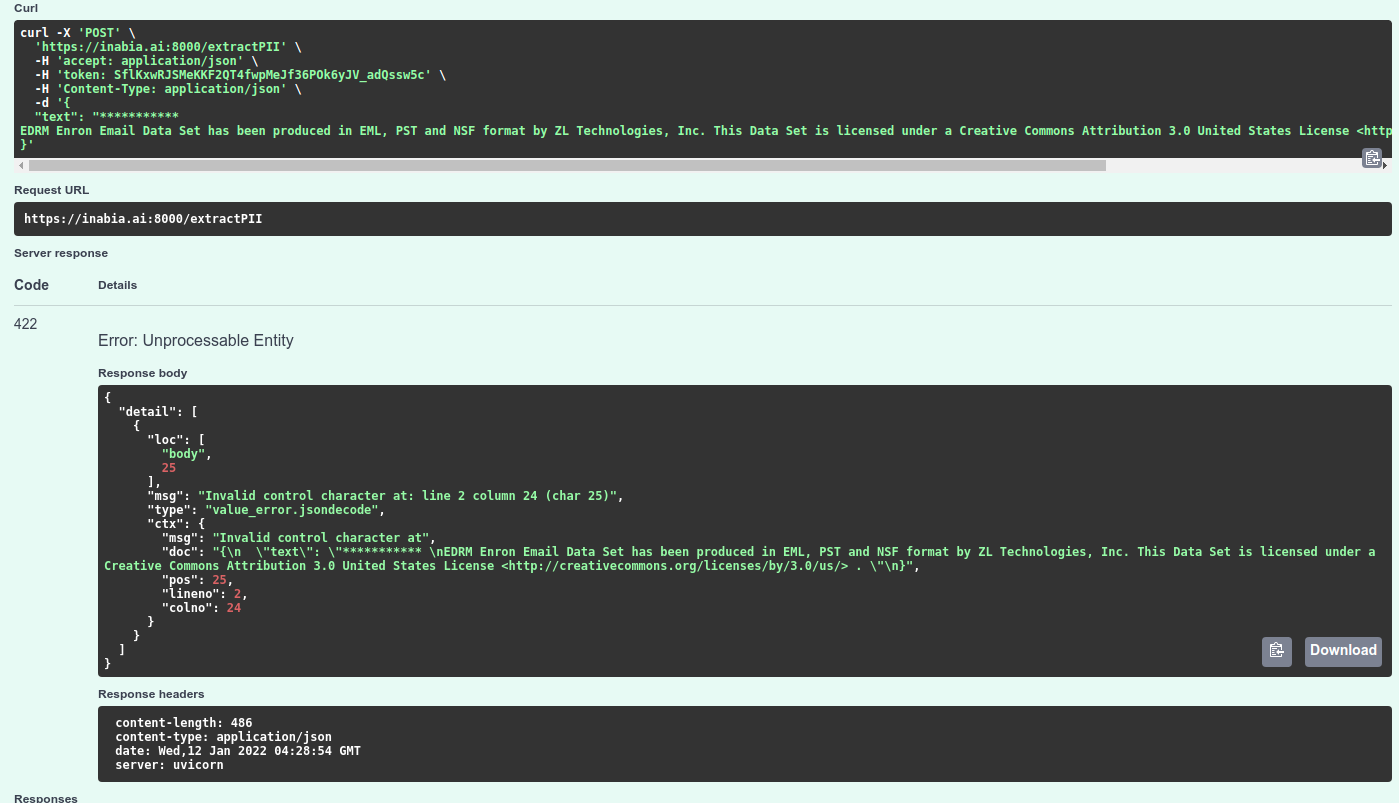 Curl
curl -X 'POST' \
  'https://inabia.ai:8000/extractPII' \
  -H 'accept: application/json' \
  -H 'token: SflKxwRJSMeKKF2QT4fwpMeJf36POk6yJV_adQssw5c' \
  -H 'Content-Type: application/json' \
  -d '{
  "text": "***********
EDRM Enron Email Data Set has been produced in EML, PST and NSF format by ZL Technologies, Inc. This Data Set is licensed under a Creative Commons Attribution 3.0 United States License <http
}'
Request URL
https://inabia.ai:8000/extractPII
Server response
Code Details
422
Error: Unprocessable Entity
Response body
{
  "detail": [
    {
      "loc": [
        "body",
        25
      ],
      "msg": "Invalid control character at: line 2 column 24 (char 25)",
      "type": "value_error.jsondecode",
      "ctx": {
        "msg": "Invalid control character at",
        "doc": "{\n  \"text\": \"*********** \nEDRM Enron Email Data Set has been produced in EML, PST and NSF format by ZL Technologies, Inc. This Data Set is licensed under a
Creative Commons Attribution 3.0 United States License <http://creativecommons.org/licenses/by/3.0/us/> . \"\n}",
        "pos": 25,
        "lineno": 2,
        "colno": 24
      }
    }
  ]
}
Download
Response headers
content-length: 486
content-type: application/json
date: Wed,12 Jan 2022 04:28:54 GMT
server: uvicorn
Responses